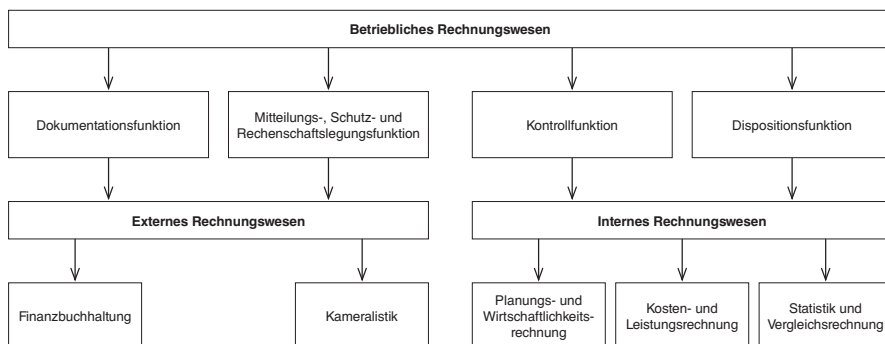 Betriebliches Rechnungswesen
Dokumentationsfunktion
Mitteilungs-, Schutz- und
Rechenschaftslegungsfunktion
Kontrollfunktion
Dispositionsfunktion
Externes Rechnungswesen
Internes Rechnungswesen
Finanzbuchhaltung
Kameralistik
Planungs- und
Wirtschaftlichkeits-
rechnung
Kosten- und
Leistungsrechnung
Statistik und
Vergleichsrechnung